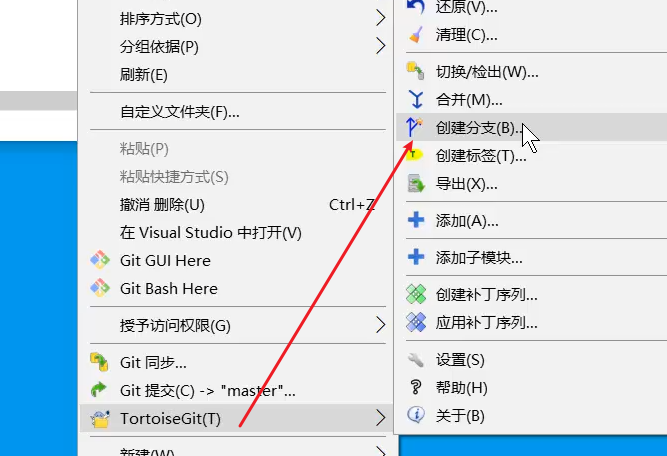 排序方式(O)
分组依据(P)
刷新(E)
自定义文件夹(F)...
粘贴(P)
粘贴快捷方式(S)
撤消 删除(U) Ctrl+Z
在 Visual Studio 中打开(V)
Git GUI Here
Git Bash Here
授予访问权限(G)
Git 同步...
Git 提交(C) -> "master"...
TortoiseGit(T)
新建(W)
还原(V)...
清理(C)...
切换/检出(W)...
合并(M)...
创建分支(B)...
创建标签(T)...
导出(X)...
添加(A)...
添加子模块...
创建补丁序列...
应用补丁序列...
设置(S)
帮助(H)
关于(B)